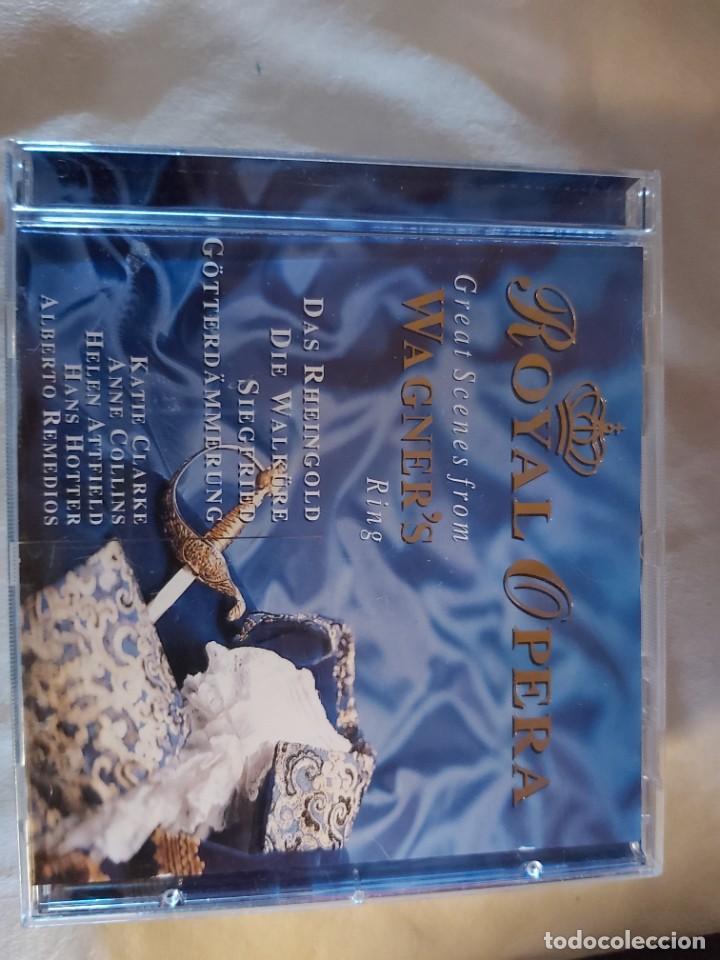 ROYAL OPERA
Great Scenes from
WAGNER'S
Ring
DAS RHEINGOLD
DIE WALKÜRE
SIEGFRIED
GÖTTERDÄMMERUNG
KATIE CLARKE
ANNE COLLINS
HELEN ATTFIELD
HANS HOTTER
ALBERTO REMEDIOS
todocoleccion